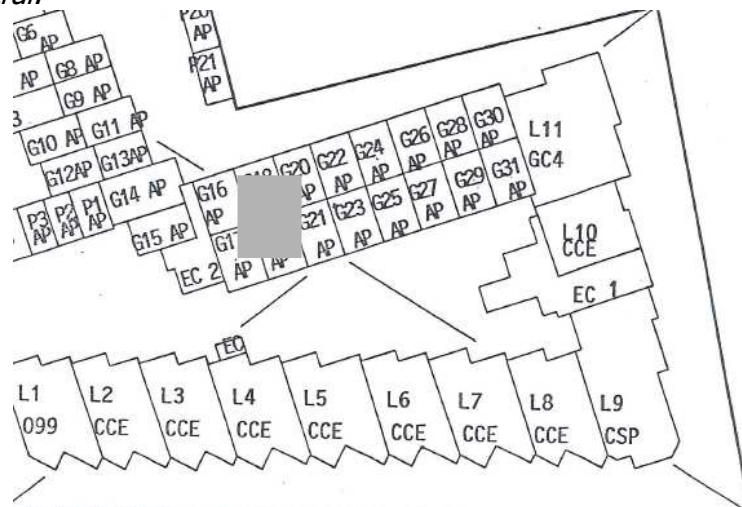 G6
AP
P20
AP
P21
AP
AP
G8 AP
G9 AP
G10 AP
G11 AP
G12AP
G13AP
P3
AP
P2
AP
P1
AP
G14 AP
G15 AP
EC 2
G16
AP
G20
AP
G22
AP
G24
AP
G26
AP
G28
AP
G30
AP
AP
AP
G21
AP
G23
AP
G25
AP
G27
AP
G29
AP
G31
AP
L11
GC4
L10
CCE
EC 1
EC
L1
099
L2
CCE
L3
CCE
L4
CCE
L5
CCE
L6
CCE
L7
CCE
L8
CCE
L9
CSP